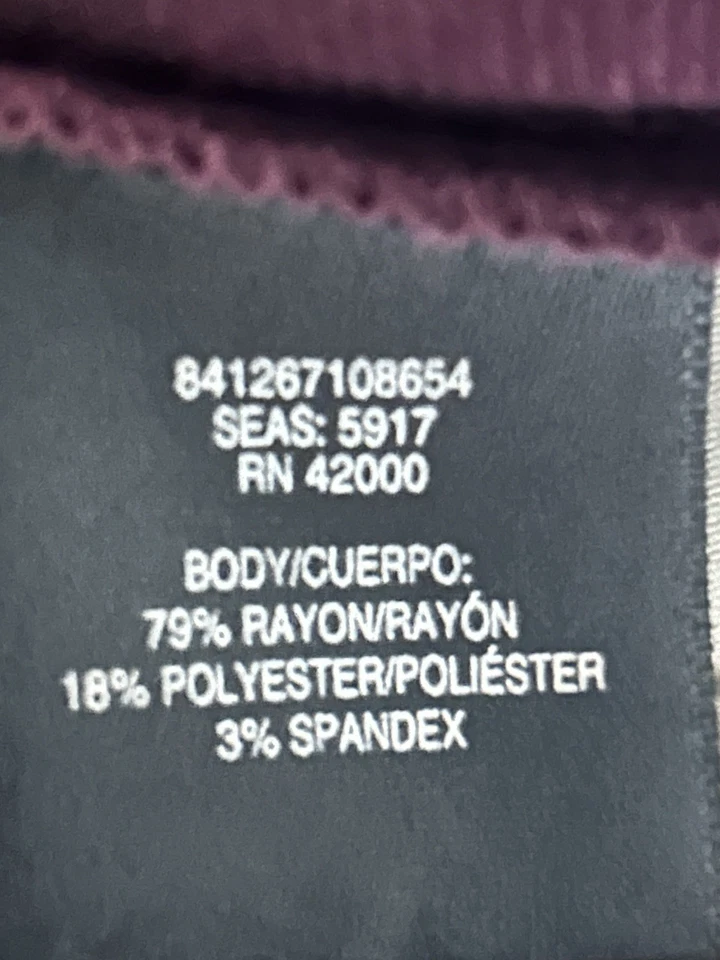 841267108654
SEAS: 5917
RN 42000
BODY/CUERPO:
79% RAYON/RAYÓN
18% POLYESTER/POLIÉSTER
3% SPANDEX